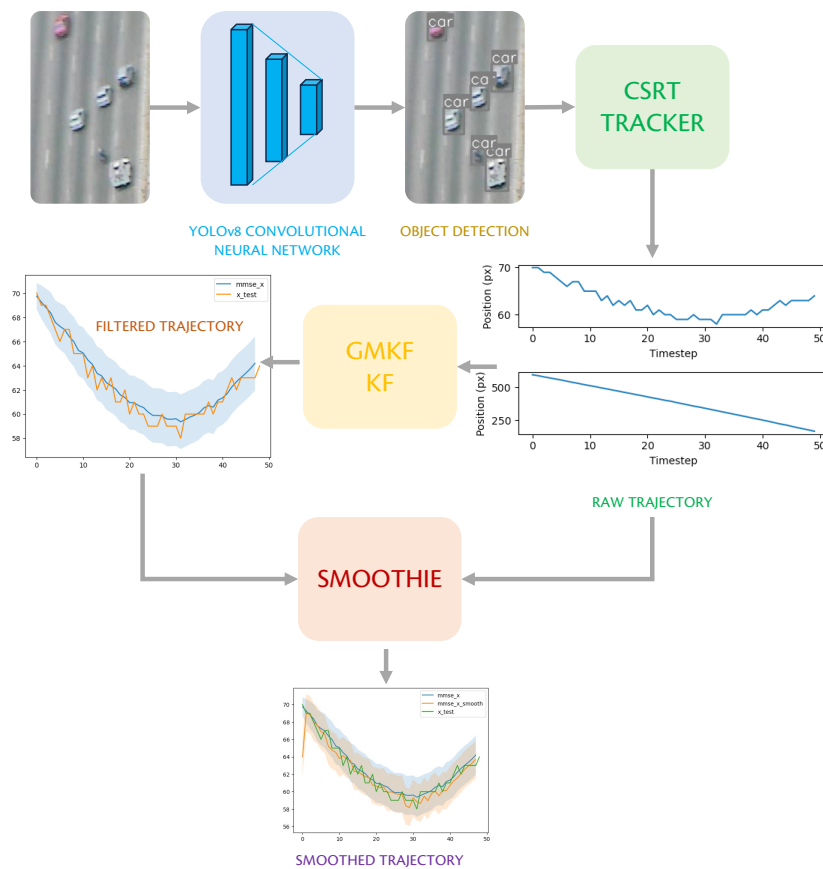 car
ca
car
car
car
car
CSRT
TRACKER
YOLOv8 CONVOLUTIONAL
NEURAL NETWORK
OBJECT DETECTION
mmse_x
x_test
FILTERED TRAJECTORY
70
68
66
64
62
60
58
0
10
20
30
40
50
GMKF
KF
Position (px)
70
60
0
10
20
30
40
50
Timestep
Position (px)
500
250
0
10
20
30
40
50
Timestep
RAW TRAJECTORY
SMOOTHIE
mmse_x
mmse_x_smooth
x_test
70
68
66
64
62
60
58
56
0
10
20
30
40
50
SMOOTHED TRAJECTORY